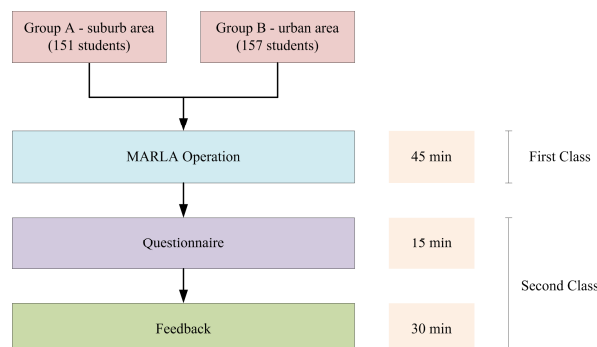 Group A - suburb area
(151 students)
Group B - urban area
(157 students)
MARLA Operation
45 min
First Class
Questionnaire
15 min
Second Class
Feedback
30 min